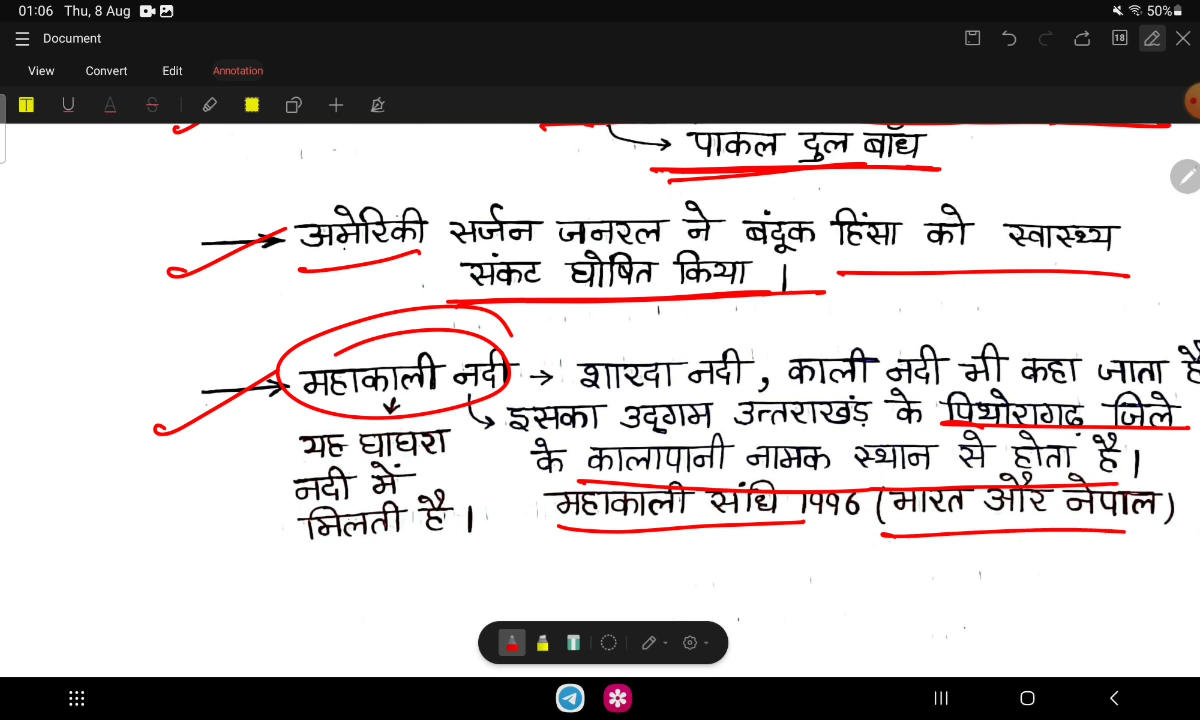 01:06 Thu, 8 Aug 50%
Document 18
View Convert Edit Annotation
T U A S
पाकल दुल बाँध
अमेरिकी सर्जन जनरल ने बंदूक हिंसा को स्वास्थ्य
संकट घोषित किया |
महाकाली नदी → शारदा नदी, काली नदी भी कहा जाता है
इसका उद्गम उत्तराखंड़ के पिथोरागढ जिले
के कालापानी नामक स्थान से होता है |
महाकाली संधि 1996 (भारत और नेपाल)
यह घाघरा
नदी में
मिलती है |